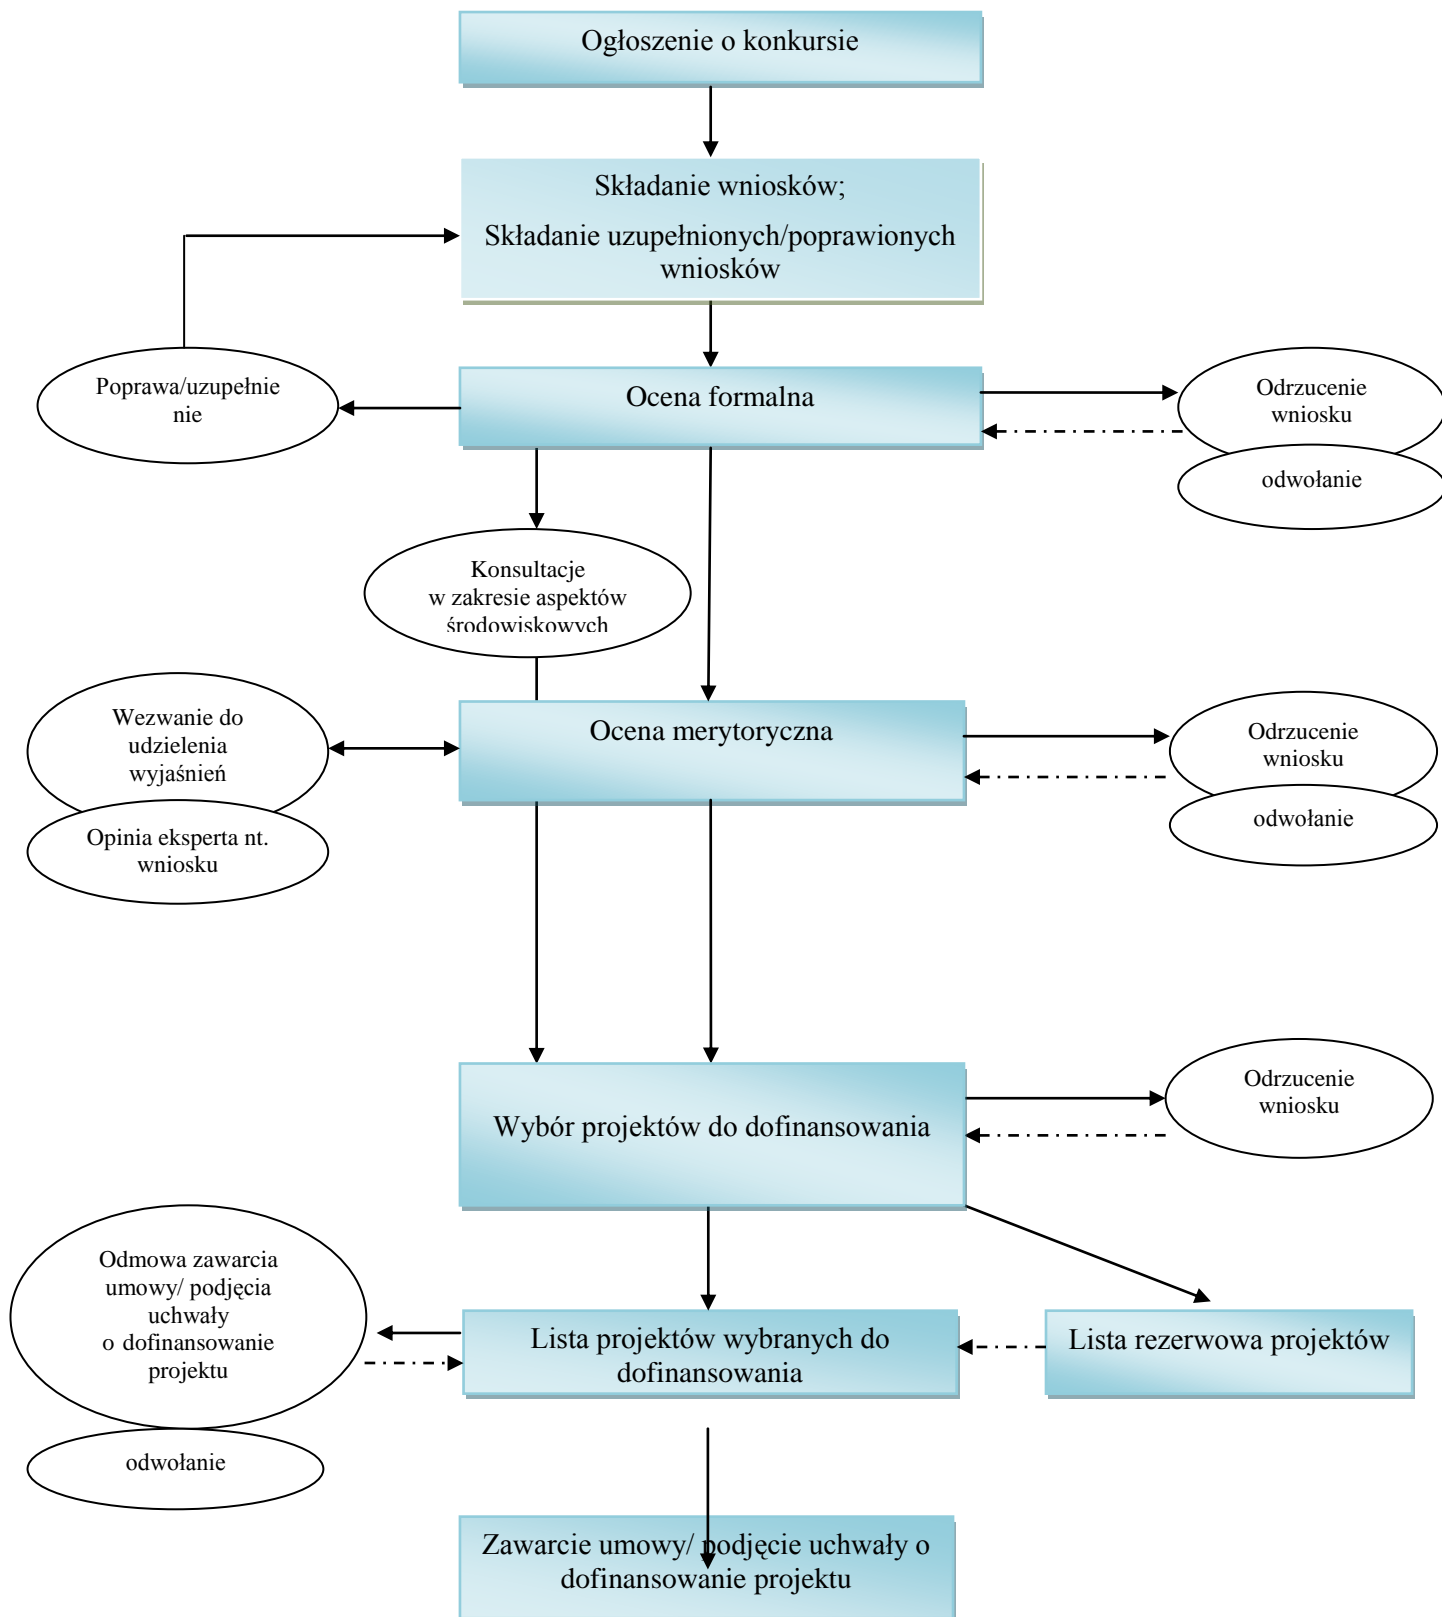 Ogłoszenie o konkursie
Składanie wniosków;
Składanie uzupełnionych/poprawionych
wniosków
Poprawa/uzupełnie
nie
Ocena formalna
Odrzucenie
wniosku
odwołanie
Konsultacje
w zakresie aspektów
środowiskowych
Wezwanie do
udzielenia
wyjaśnień
Opinia eksperta nt.
wniosku
Ocena merytoryczna
Odrzucenie
wniosku
odwołanie
Wybór projektów do dofinansowania
Odrzucenie
wniosku
Odmowa zawarcia
umowy/ podjęcia
uchwały
o dofinansowanie
projektu
odwołanie
Lista projektów wybranych do
dofinansowania
Lista rezerwowa projektów
Zawarcie umowy/ podjęcie uchwały o
dofinansowanie projektu